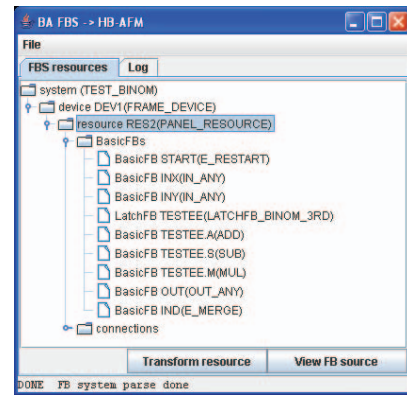 BA FBS -> HB-AFM
File
FBS resources Log
system (TEST_BINOM)
device DEV1(FRAME_DEVICE)
resource RES2(PANEL_RESOURCE)
BasicFBs
BasicFB START(E_RESTART)
BasicFB INX(IN_ANY)
BasicFB INY(IN_ANY)
LatchFB TESTEE(LATCHFB_BINOM_3RD)
BasicFB TESTEE.A(ADD)
BasicFB TESTEE.S(SUB)
BasicFB TESTEE.M(MUL)
BasicFB OUT(OUT_ANY)
BasicFB IND(E_MERGE)
connections
Transform resource View FB source
DONE FB system parse done